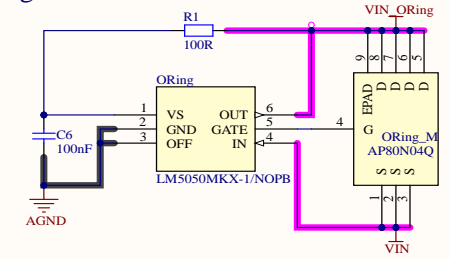 R1
VIN_ORing
100R
ORing
9
8
7
6
5
EPAD
D
D
D
D
1
VS
OUT
6
2
GND
GATE
5
4
G
3
OFF
IN
4
C6
100nF
ORing_M
AP80N04Q
LM5050MKX-1/NOPB
S
S
S
1
2
3
AGND
VIN